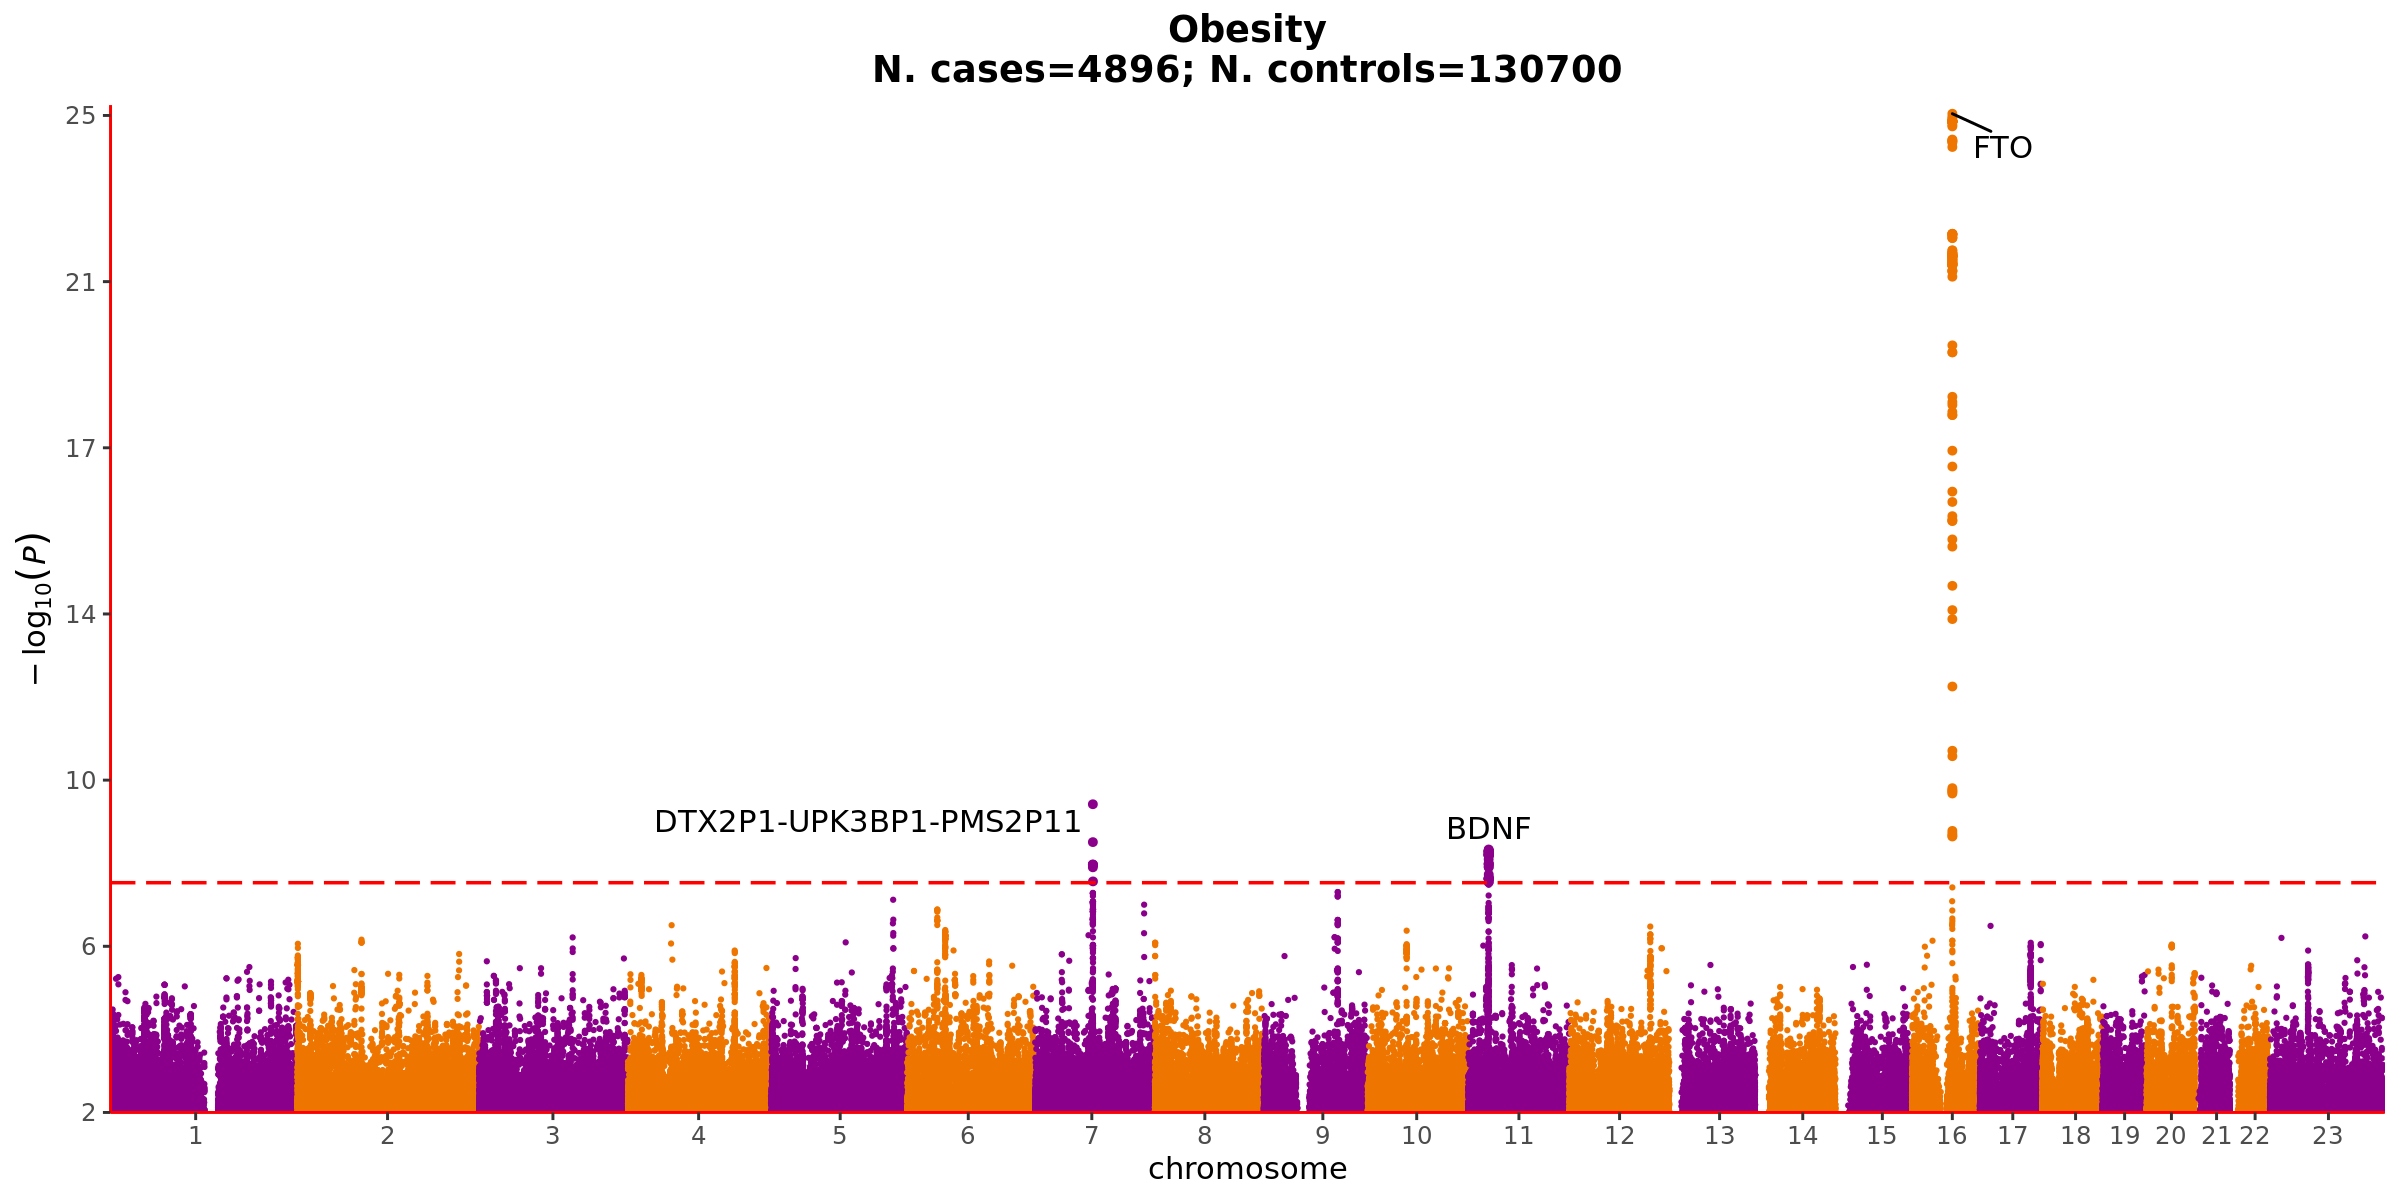 Obesity
N. cases=4896; N. controls=130700
25
FTO
21
17
14
10
DTX2P1-UPK3BP1-PMS2P11
BDNF
6
2
−log10(P)
1 2 3 4 5 6 7 8 9 10 11 12 13 14 15 16 17 18 19 20 21 22 23
chromosome